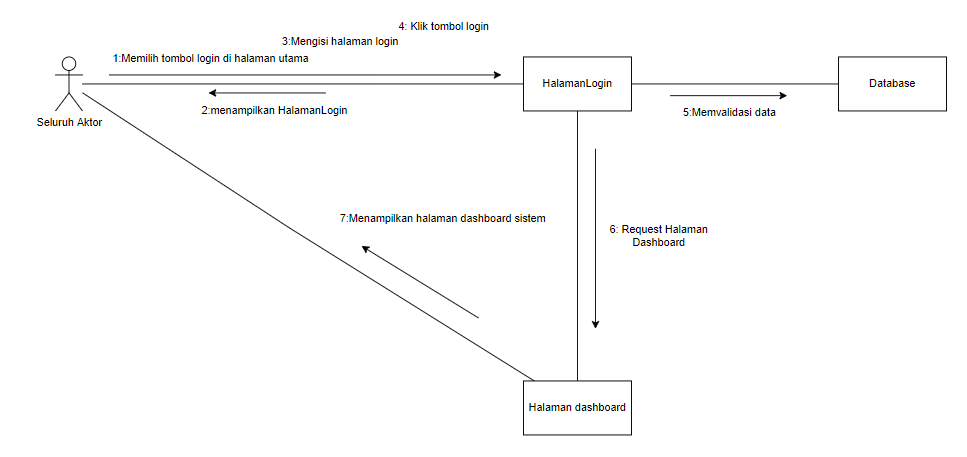 4: Klik tombol login
3:Mengisi halaman login
1:Memilih tombol login di halaman utama
HalamanLogin
Database
2:menampilkan HalamanLogin
5:Memvalidasi data
Seluruh Aktor
7:Menampilkan halaman dashboard sistem
6: Request Halaman
Dashboard
Halaman dashboard